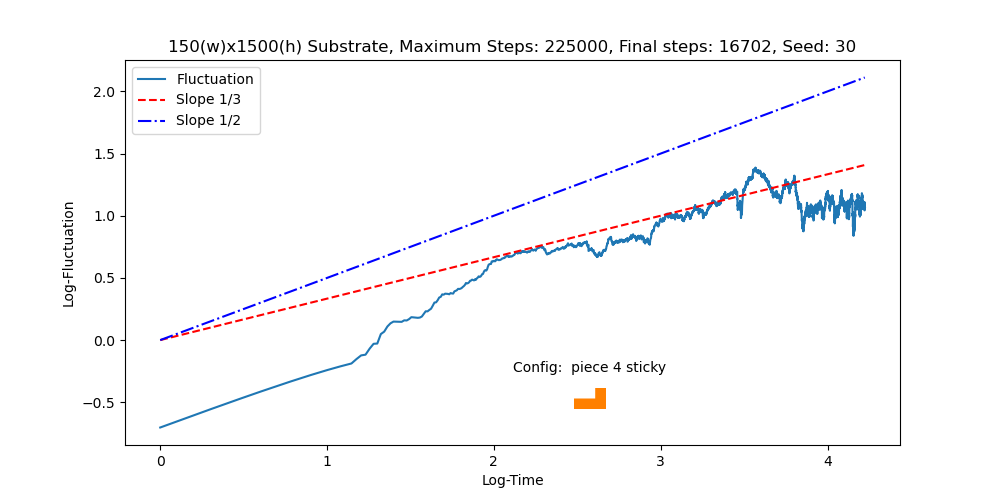 150(w)x1500(h) Substrate, Maximum Steps: 225000, Final steps: 16702, Seed: 30
Fluctuation
Slope 1/3
Slope 1/2
2.0
1.5
1.0
0.5
0.0
−0.5
Log-Fluctuation
Config:  piece 4 sticky
0 1 2 3 4
Log-Time